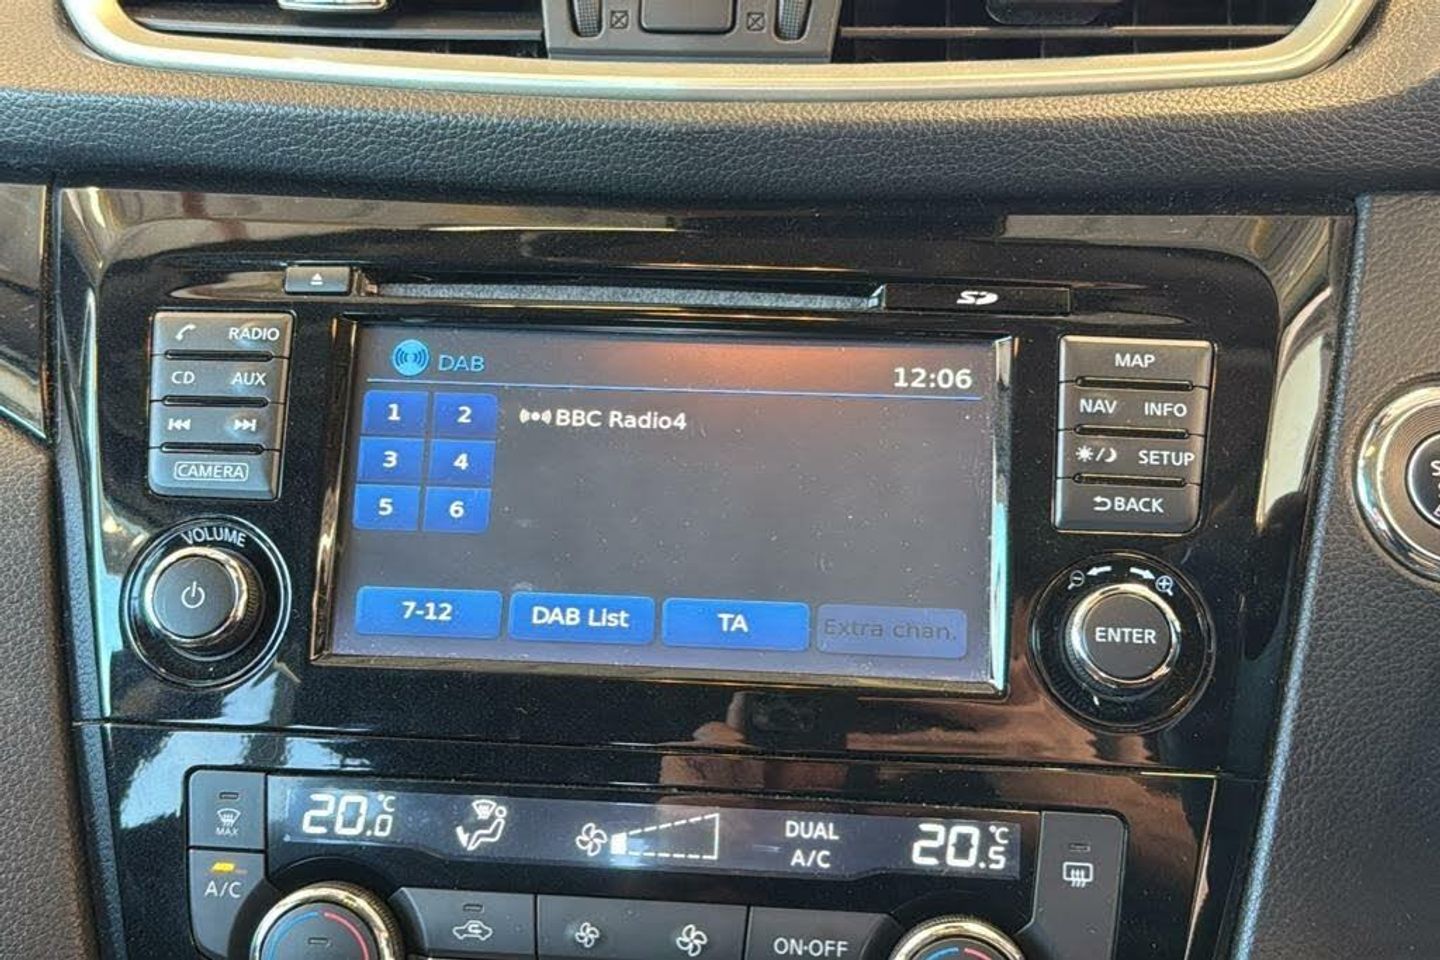 SD
RADIO
CD AUX
CAMERA
VOLUME
DAB
12:06
1 2
3 4
5 6
BBC Radio4
7-12
DAB List
TA
Extra chan.
MAP
NAV INFO
SETUP
BACK
ENTER
MAX
A/C
20.0°C
DUAL
A/C
20.5°C
ON·OFF